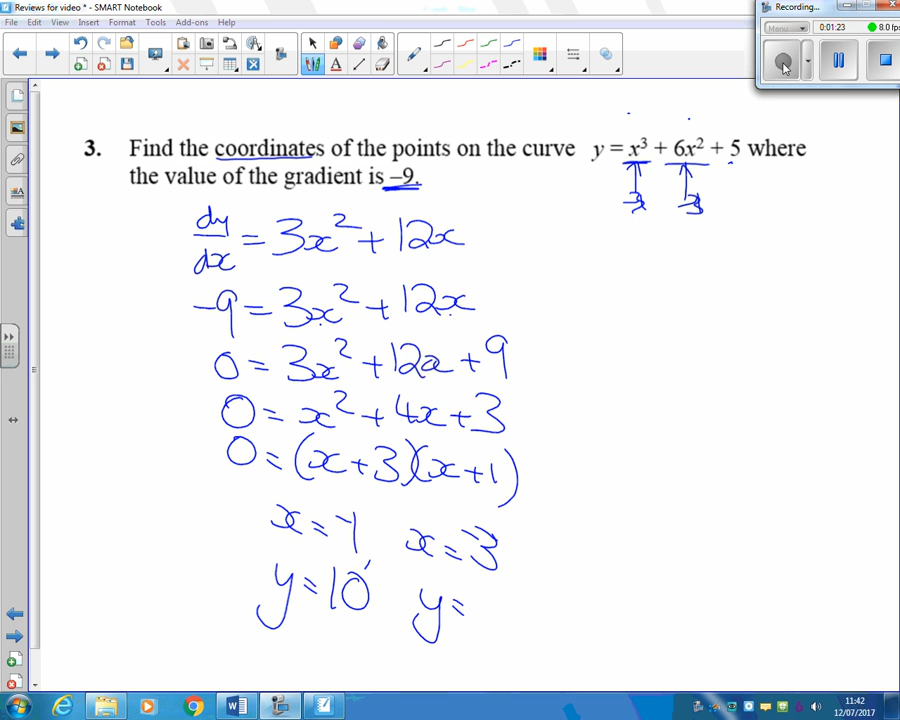 Reviews for video * - SMART Notebook
Recording...
File Edit View Insert Format Tools Add-ons Help
Menu
0:01:23
8.0 fp
3. Find the coordinates of the points on the curve y = x³ + 6x² + 5 where
the value of the gradient is –9.
dy/dx = 3x² + 12x
-9 = 3x² + 12x
0 = 3x² + 12x + 9
0 = x² + 4x + 3
0 = (x+3)(x+1)
x = -1 x = -3
y = 10 y =
11:42
12/07/2017